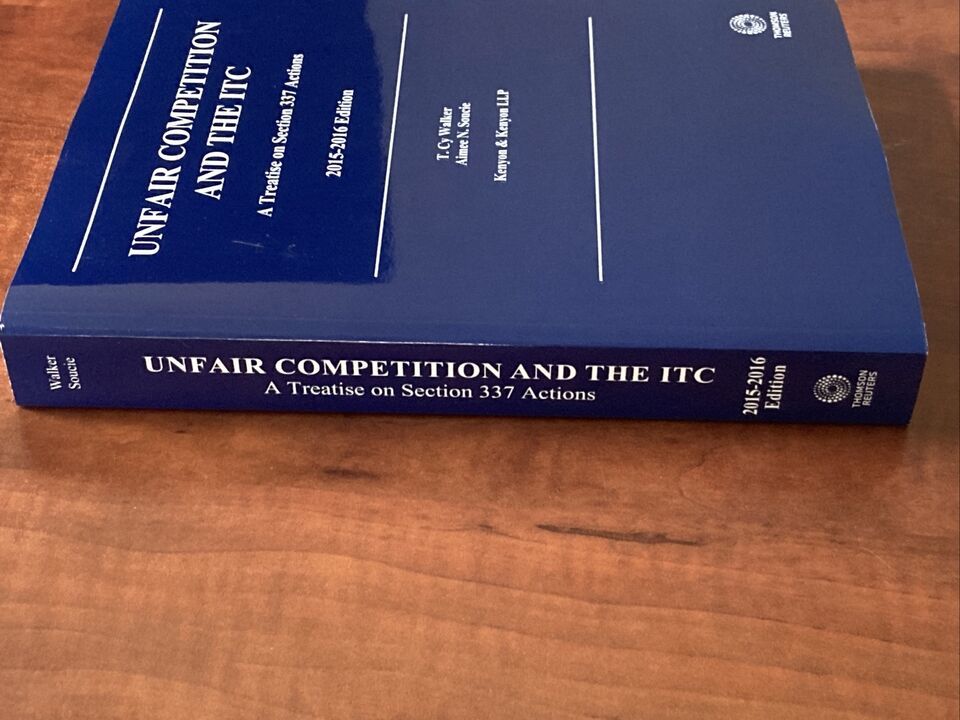 UNFAIR COMPETITION
AND THE ITC
A Treatise on Section 337 Actions
2015-2016 Edition
T. Cy Walker
Aimee N. Soucie
Kenyon & Kenyon LLP
THOMSON
REUTERS
Walker
Soucie
UNFAIR COMPETITION AND THE ITC
A Treatise on Section 337 Actions
2015-2016
Edition
THOMSON
REUTERS